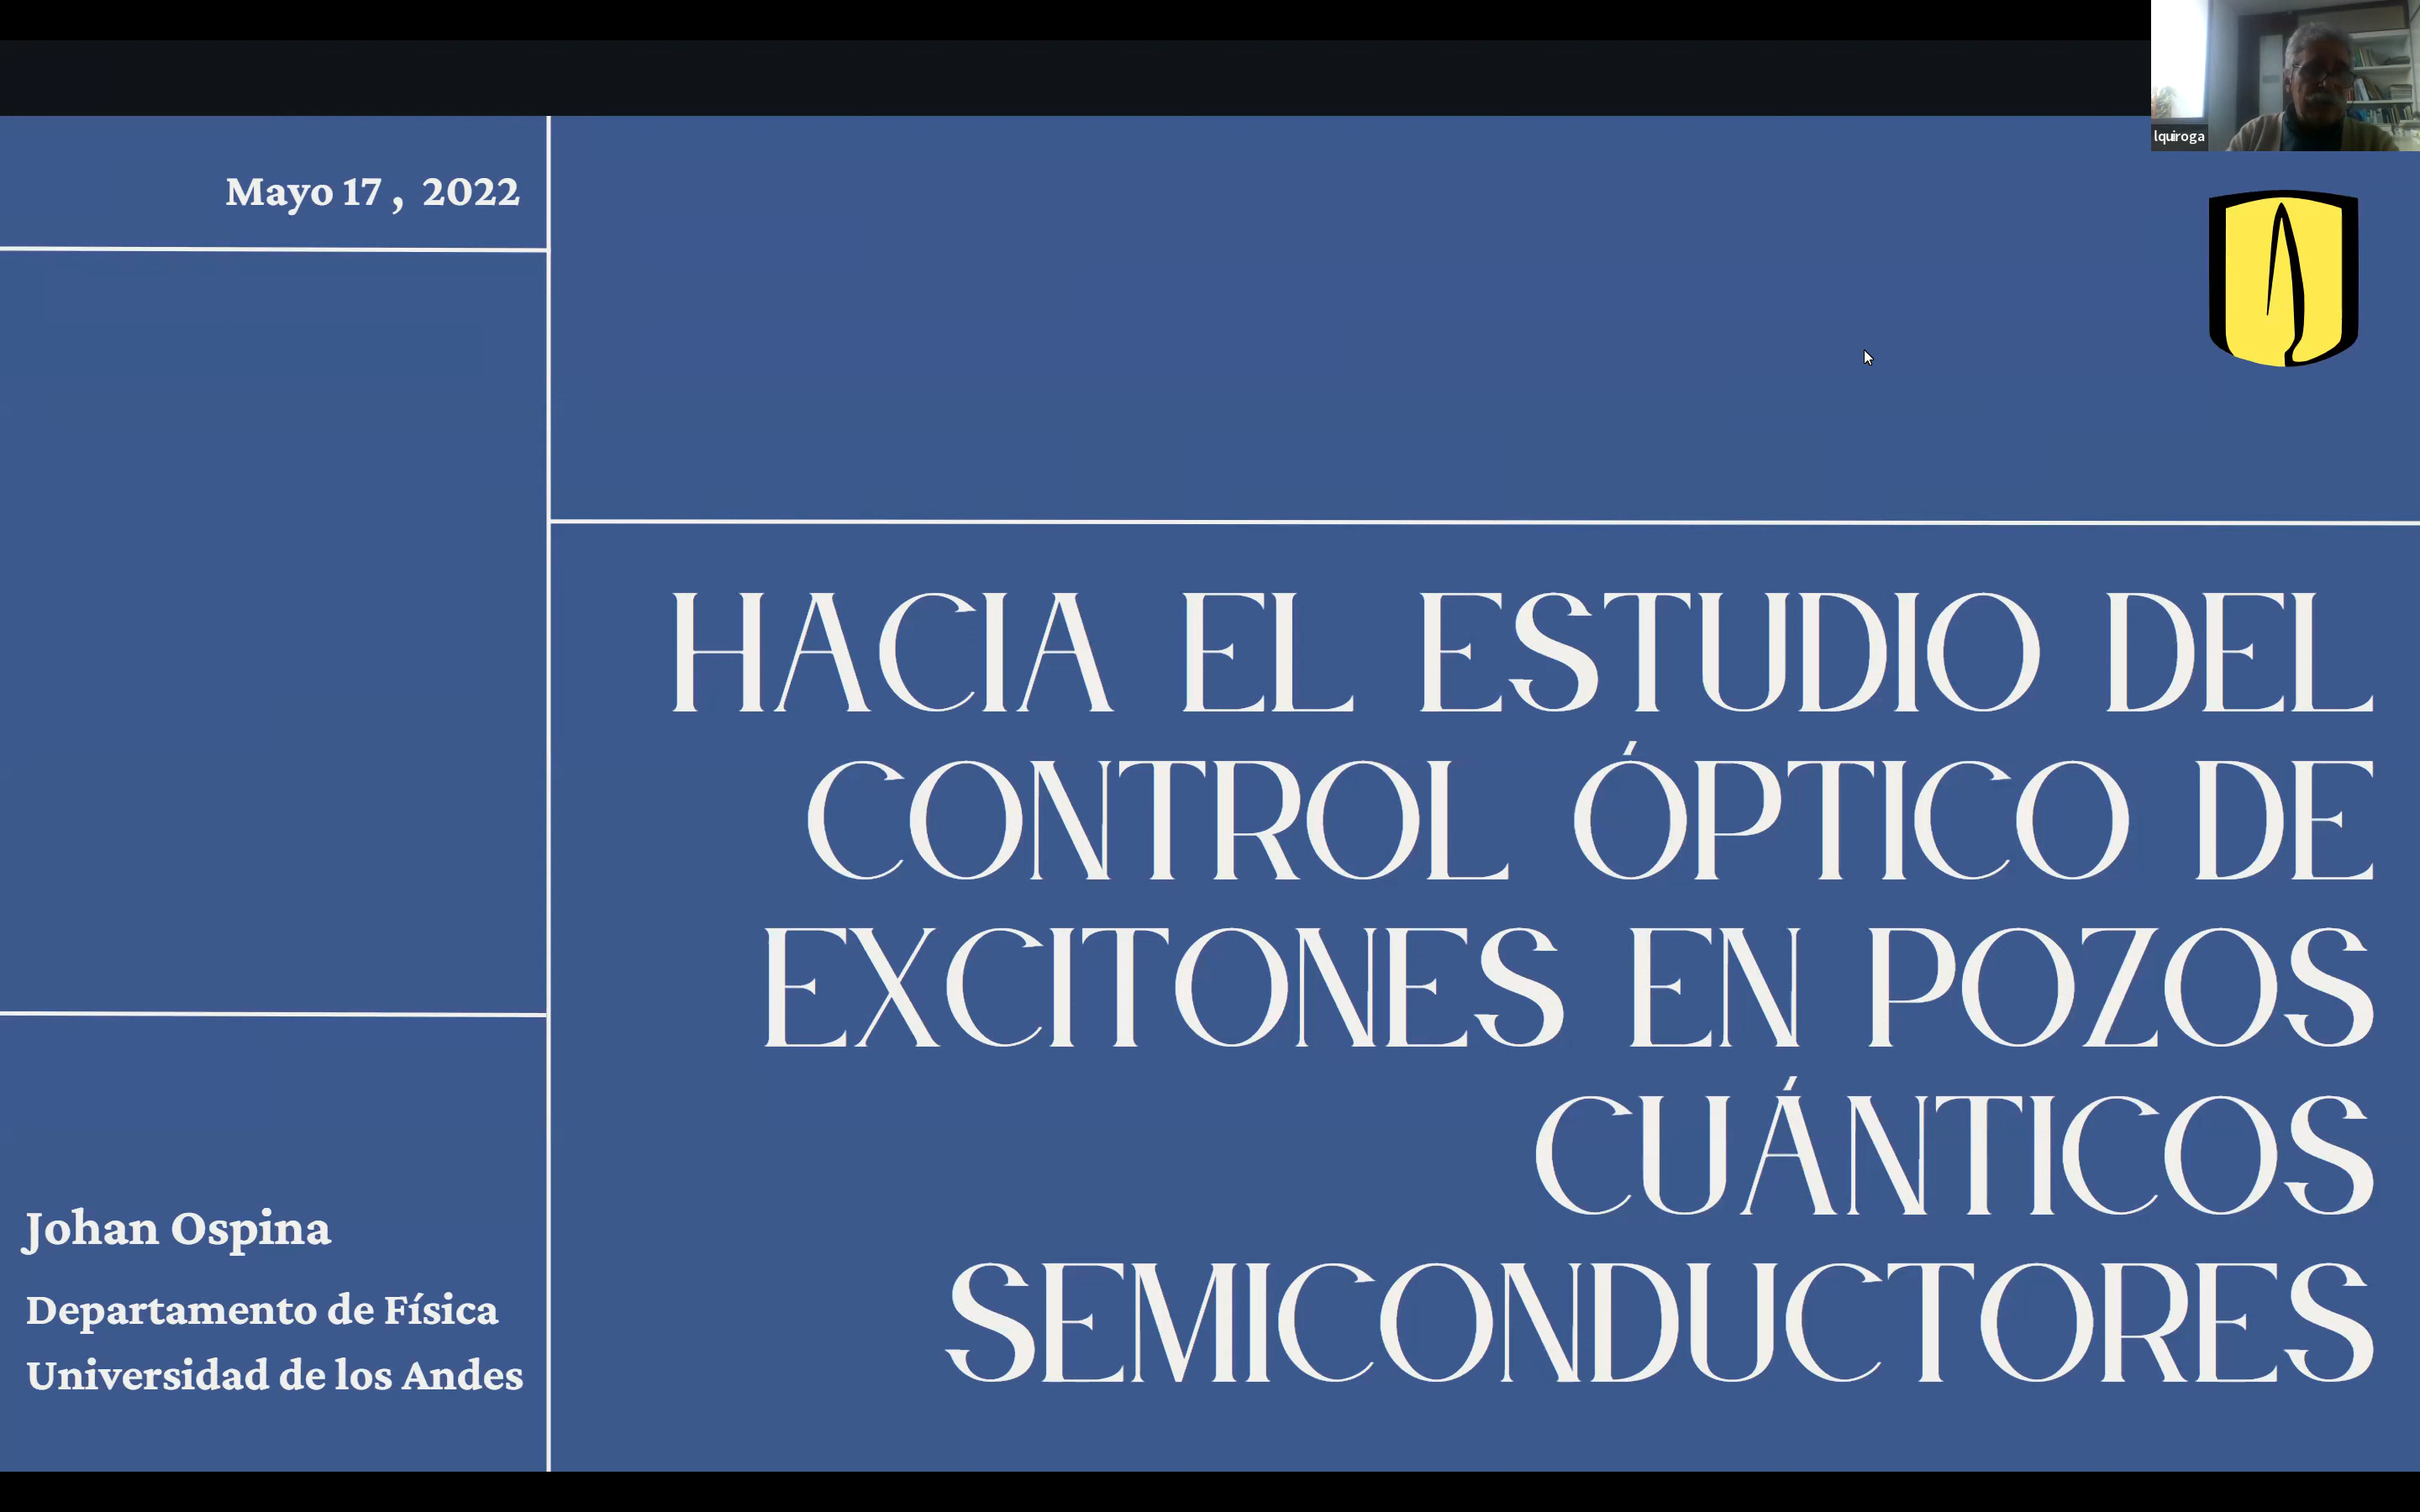 lquiroga
Mayo 17 , 2022
HACIA EL ESTUDIO DEL
CONTROL ÓPTICO DE
EXCITONES EN POZOS
CUÁNTICOS
SEMICONDUCTORES
Johan Ospina
Departamento de Física
Universidad de los Andes